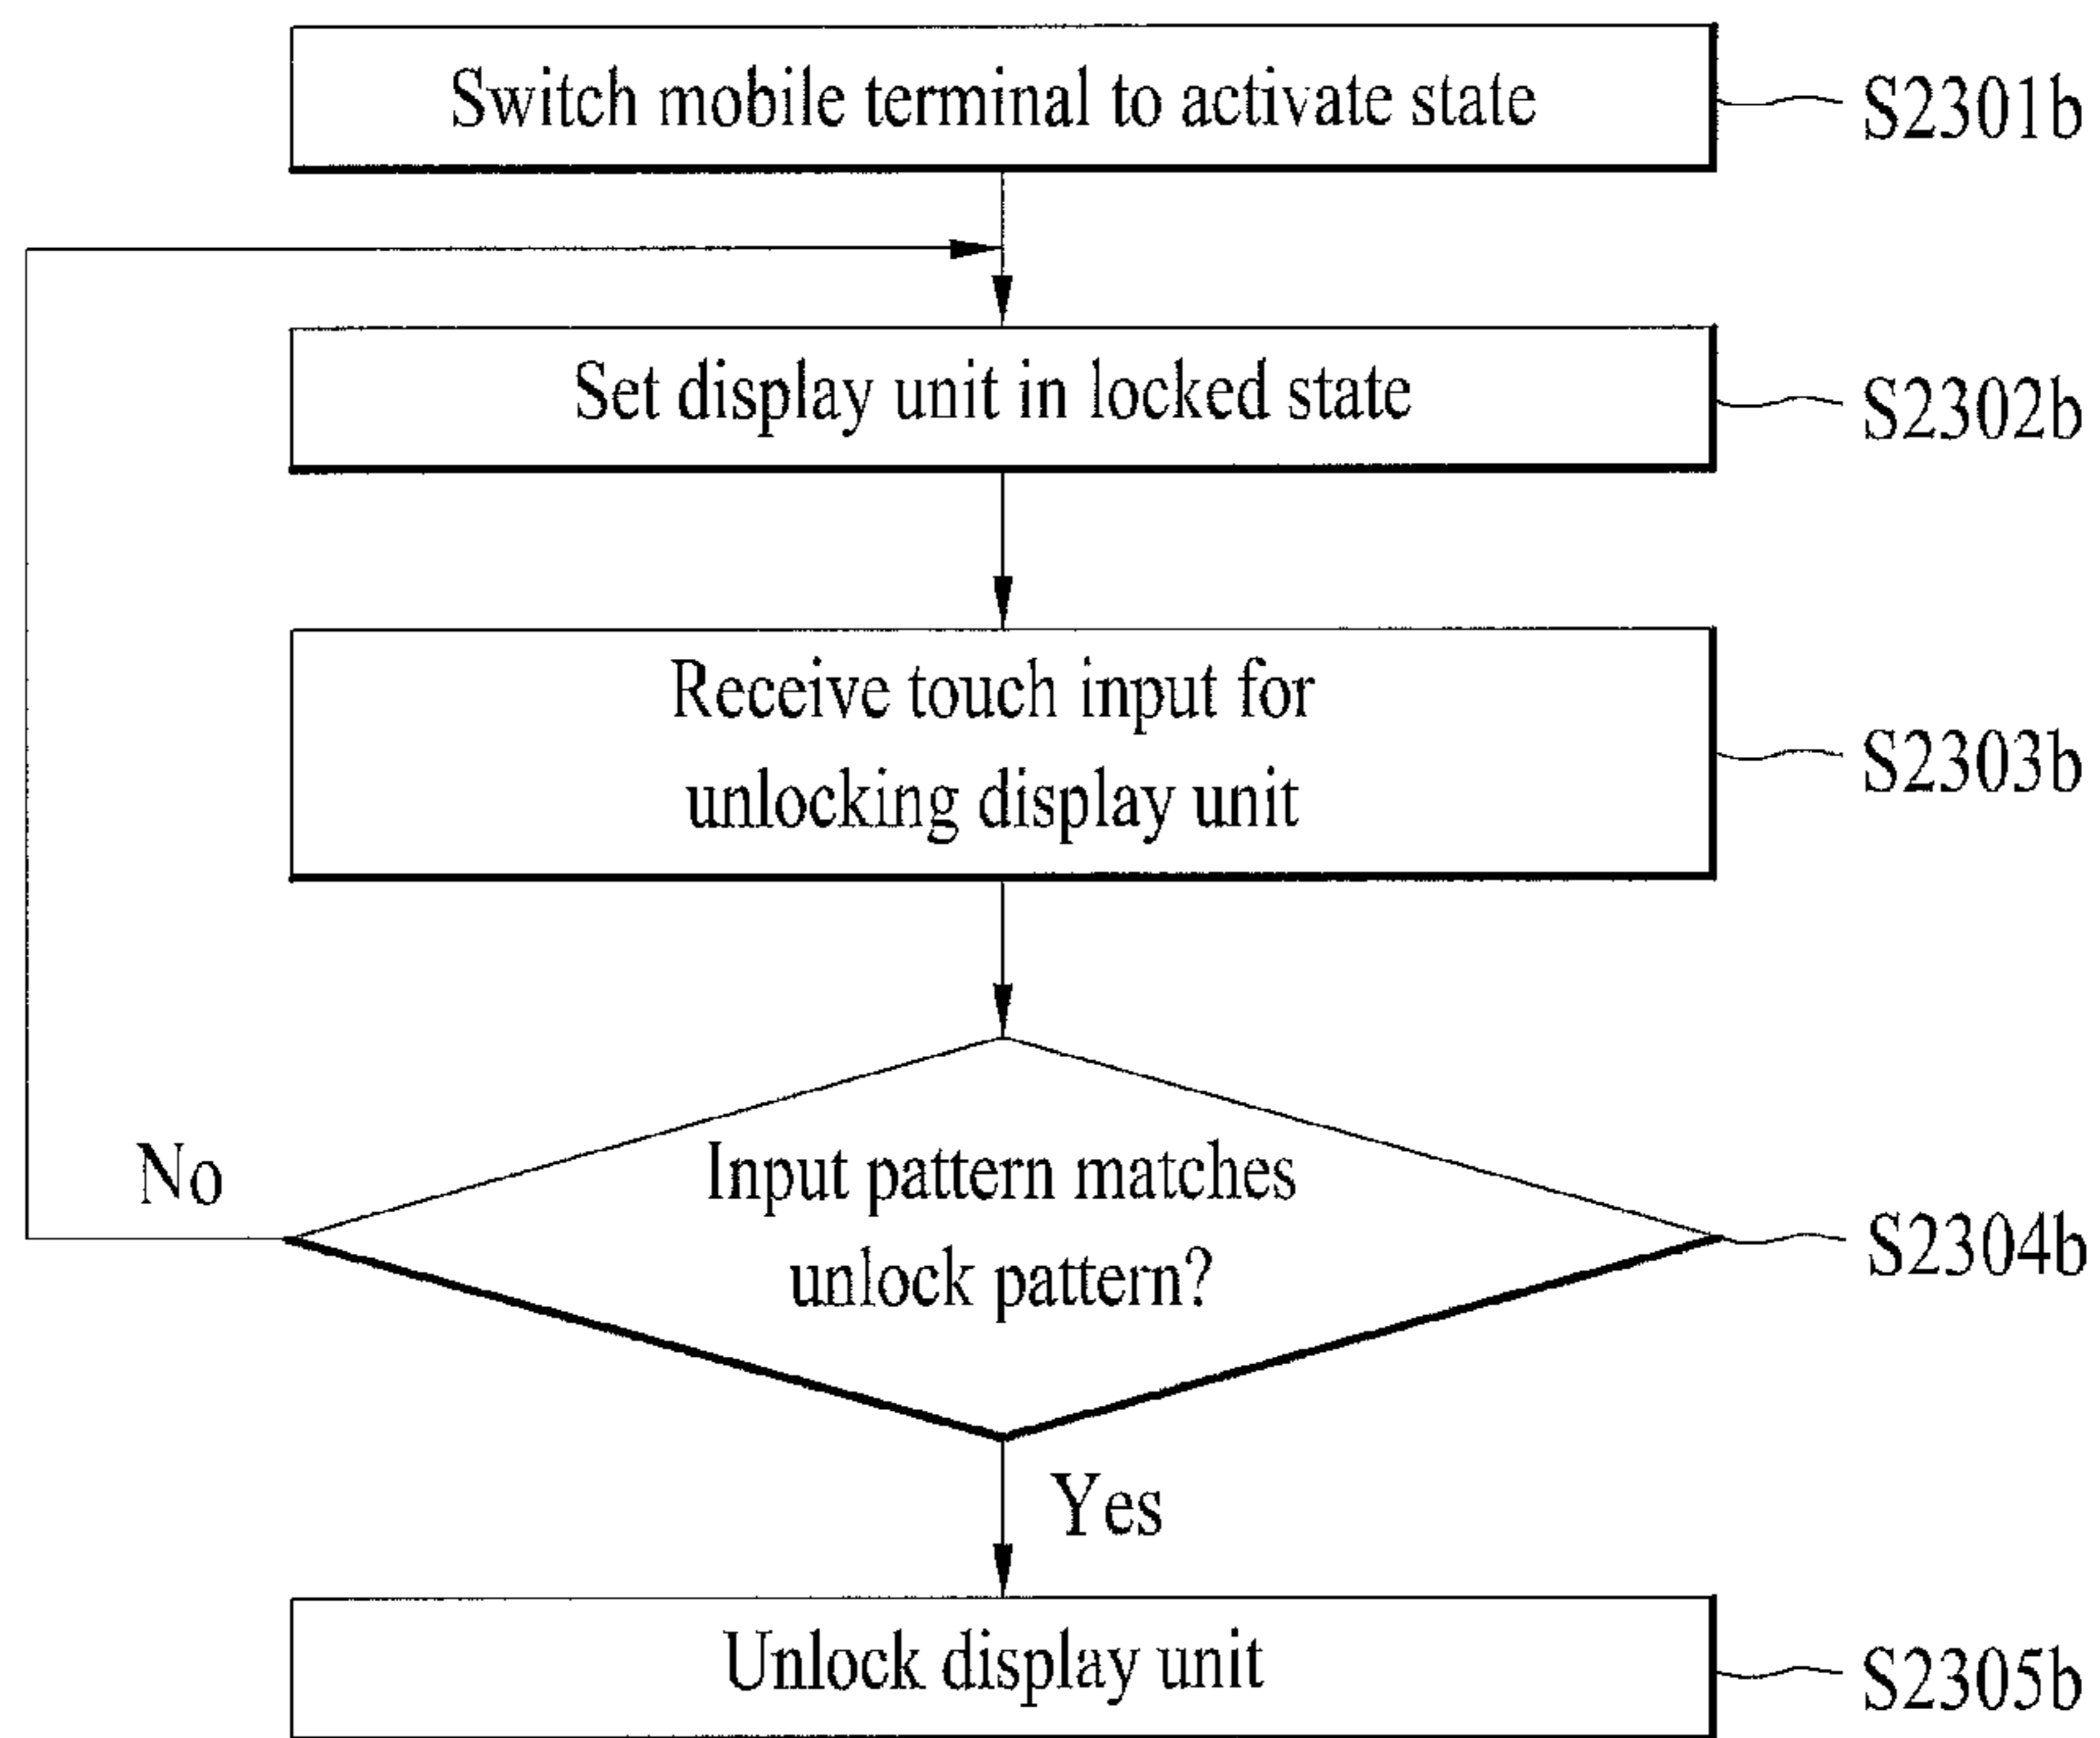 Switch mobile terminal to activate state
S2301b
Set display unit in locked state
S2302b
Receive touch input for
unlocking display unit
S2303b
No
Input pattern matches
unlock pattern?
S2304b
Yes
Unlock display unit
S2305b